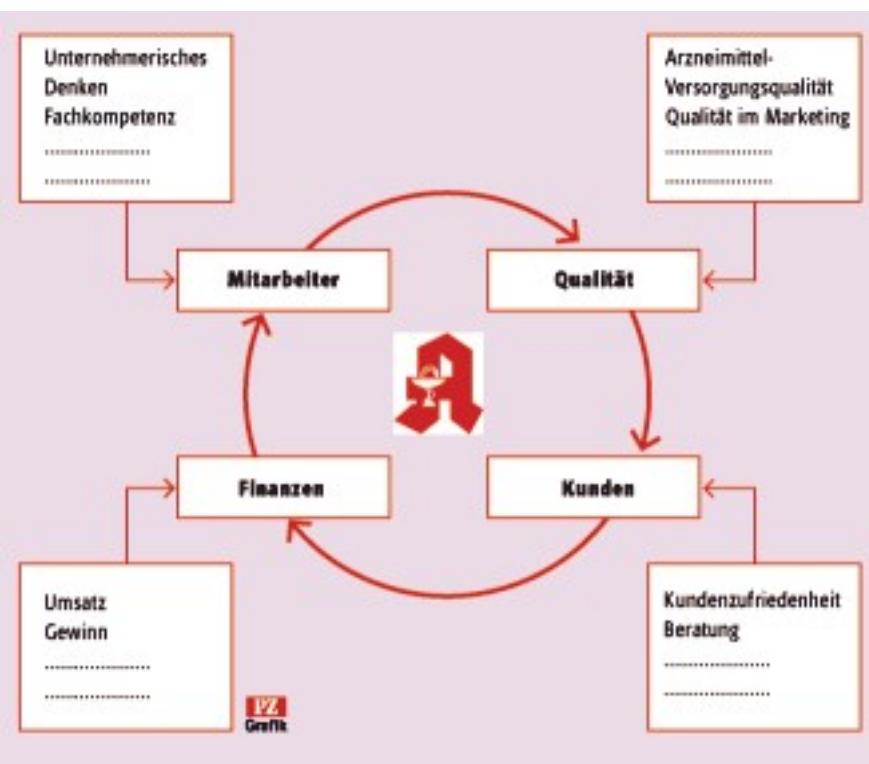 Unternehmerisches
Denken
Fachkompetenz
.....................
.....................
Arzneimittel-
Versorgungsqualität
Qualität im Marketing
.....................
.....................
Mitarbeiter
Qualität
A
Finanzen
Kunden
Umsatz
Gewinn
.....................
.....................
Kundenzufriedenheit
Beratung
.....................
.....................
PZ
Grafik